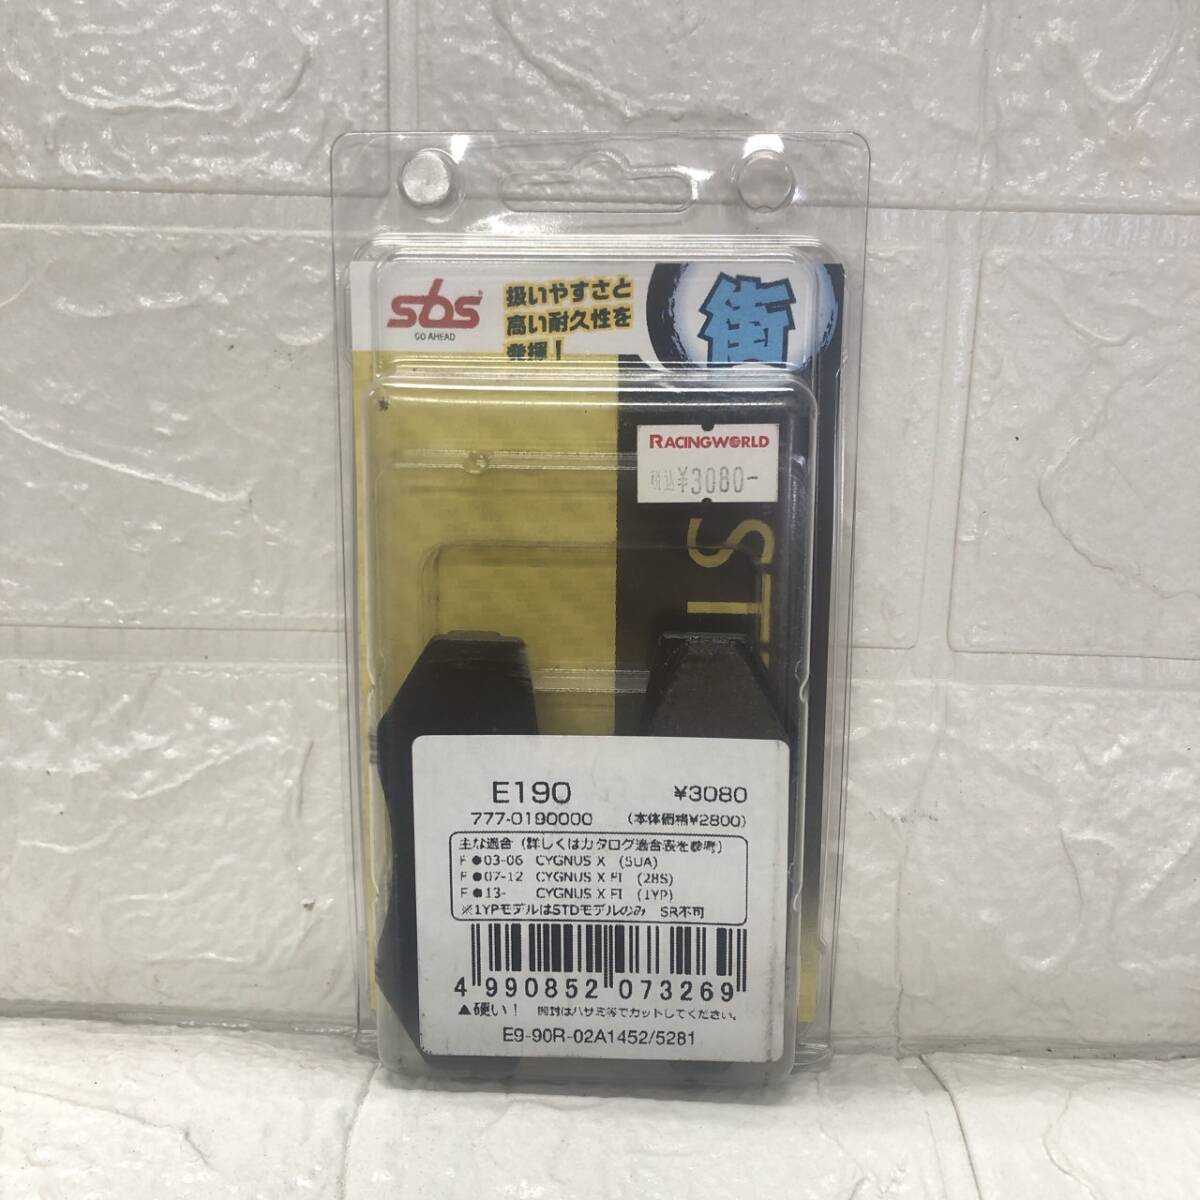 sbs
GO AHEAD
扱いやすさと
高い耐久性を
発揮!
街
RACINGWORLD
税込¥3080-
E190 ¥3080
777-0190000 (本体価格¥2800)
主な適合(詳しくはカタログ適合表を参考)
F●03-06 CYGNUS X (5UA)
F●07-12 CYGNUS X FI (28S)
F●13- CYGNUS X FI (1YP)
※1YPモデルはSTDモデルのみ SR不可
4 990852 073269
▲硬い! 開封はハサミ等でカットしてください。
E9-90R-02A1452/5281